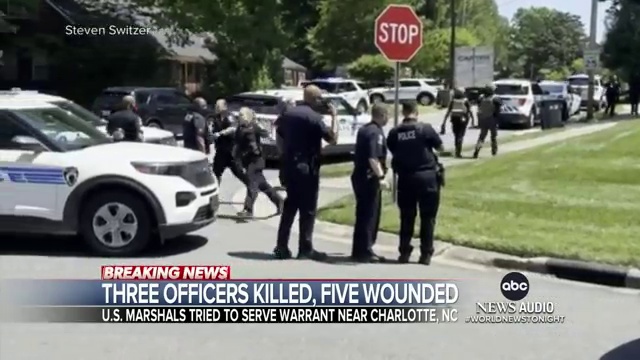 Steven Switzer
STOP
POLICE
BREAKING NEWS
THREE OFFICERS KILLED, FIVE WOUNDED
U.S. MARSHALS TRIED TO SERVE WARRANT NEAR CHARLOTTE, NC
abc
NEWS AUDIO
#WORLDNEWSTONIGHT